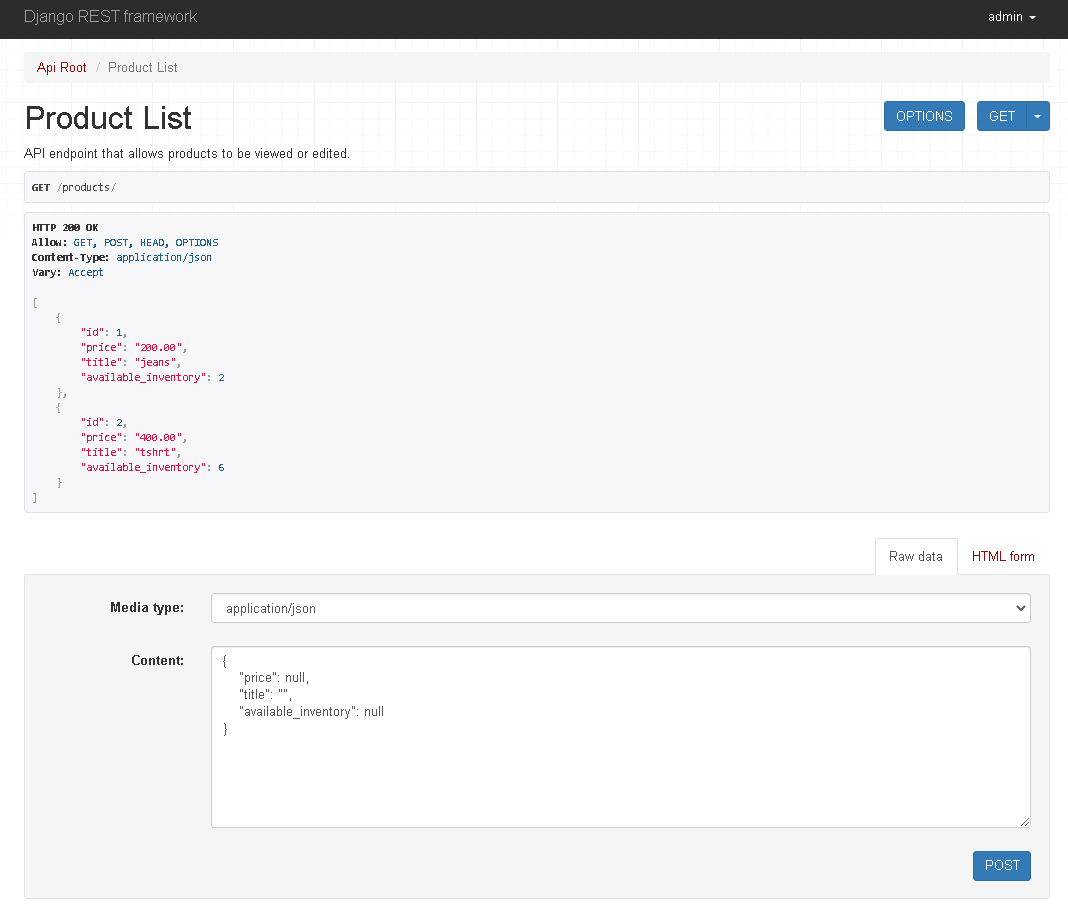 Django REST framework admin
Api Root / Product List
Product List OPTIONS GET
API endpoint that allows products to be viewed or edited.
GET /products/
HTTP 200 OK
Allow: GET, POST, HEAD, OPTIONS
Content-Type: application/json
Vary: Accept
[
    {
        "id": 1,
        "price": "200.00",
        "title": "jeans",
        "available_inventory": 2
    },
    {
        "id": 2,
        "price": "400.00",
        "title": "tshrt",
        "available_inventory": 6
    }
]
Raw data HTML form
Media type: application/json
Content: {
    "price": null,
    "title": "",
    "available_inventory": null
}
POST